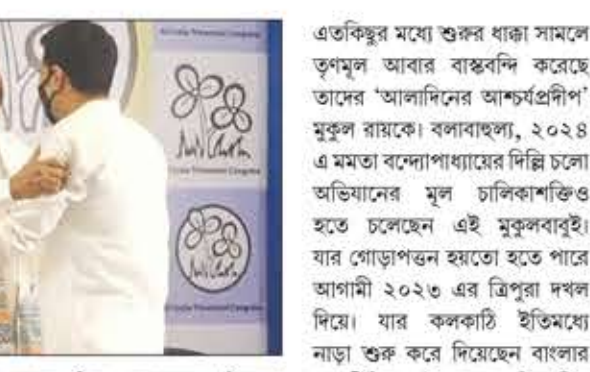 এতকিছুর মধ্যে শুরুর ধাক্কা সামলে
তৃণমূল আবার বাক্সবন্দি করেছে
তাদের ‘আলাদিনের আশ্চর্যপ্রদীপ’
মুকুল রায়কে। বলাবাহুল্য, ২০২৪
এ মমতা বন্দ্যোপাধ্যায়ের দিল্লি চলো
অভিযানের মূল চালিকাশক্তিও
হতে চলেছেন এই মুকুলবাবুই।
যার গোড়াপত্তন হয়তো হতে পারে
আগামী ২০২৩ এর ত্রিপুরা দখল
দিয়ে। যার কলকাঠি ইতিমধ্যে
নাড়া শুরু করে দিয়েছেন বাংলার